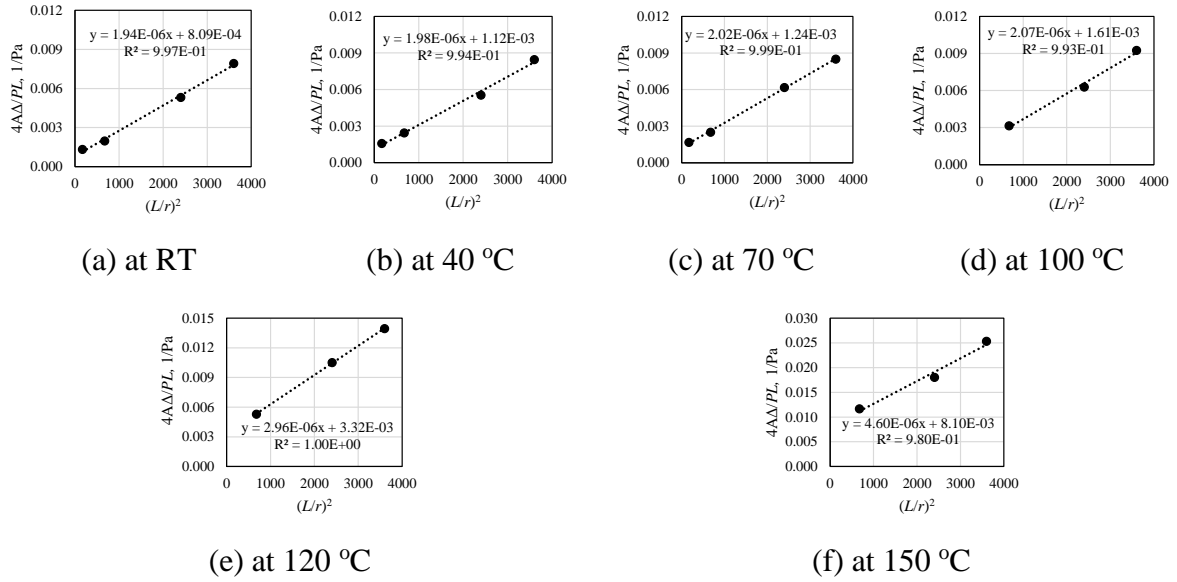 0.012
0.009
0.006
0.003
0.000
4AΔ/PL, 1/Pa
y = 1.94E-06x + 8.09E-04
R² = 9.97E-01
0 1000 2000 3000 4000
(L/r)²
(a) at RT
0.012
0.009
0.006
0.003
0.000
4AΔ/PL, 1/Pa
y = 1.98E-06x + 1.12E-03
R² = 9.94E-01
0 1000 2000 3000 4000
(L/r)²
(b) at 40 °C
0.012
0.009
0.006
0.003
0.000
4AΔ/PL, 1/Pa
y = 2.02E-06x + 1.24E-03
R² = 9.99E-01
0 1000 2000 3000 4000
(L/r)²
(c) at 70 °C
0.012
0.009
0.006
0.003
0.000
4AΔ/PL, 1/Pa
y = 2.07E-06x + 1.61E-03
R² = 9.93E-01
0 1000 2000 3000 4000
(L/r)²
(d) at 100 °C
0.015
0.012
0.009
0.006
0.003
0.000
4AΔ/PL, 1/Pa
y = 2.96E-06x + 3.32E-03
R² = 1.00E+00
0 1000 2000 3000 4000
(L/r)²
(e) at 120 °C
0.030
0.025
0.020
0.015
0.010
0.005
0.000
4AΔ/PL, 1/Pa
y = 4.60E-06x + 8.10E-03
R² = 9.80E-01
0 1000 2000 3000 4000
(L/r)²
(f) at 150 °C